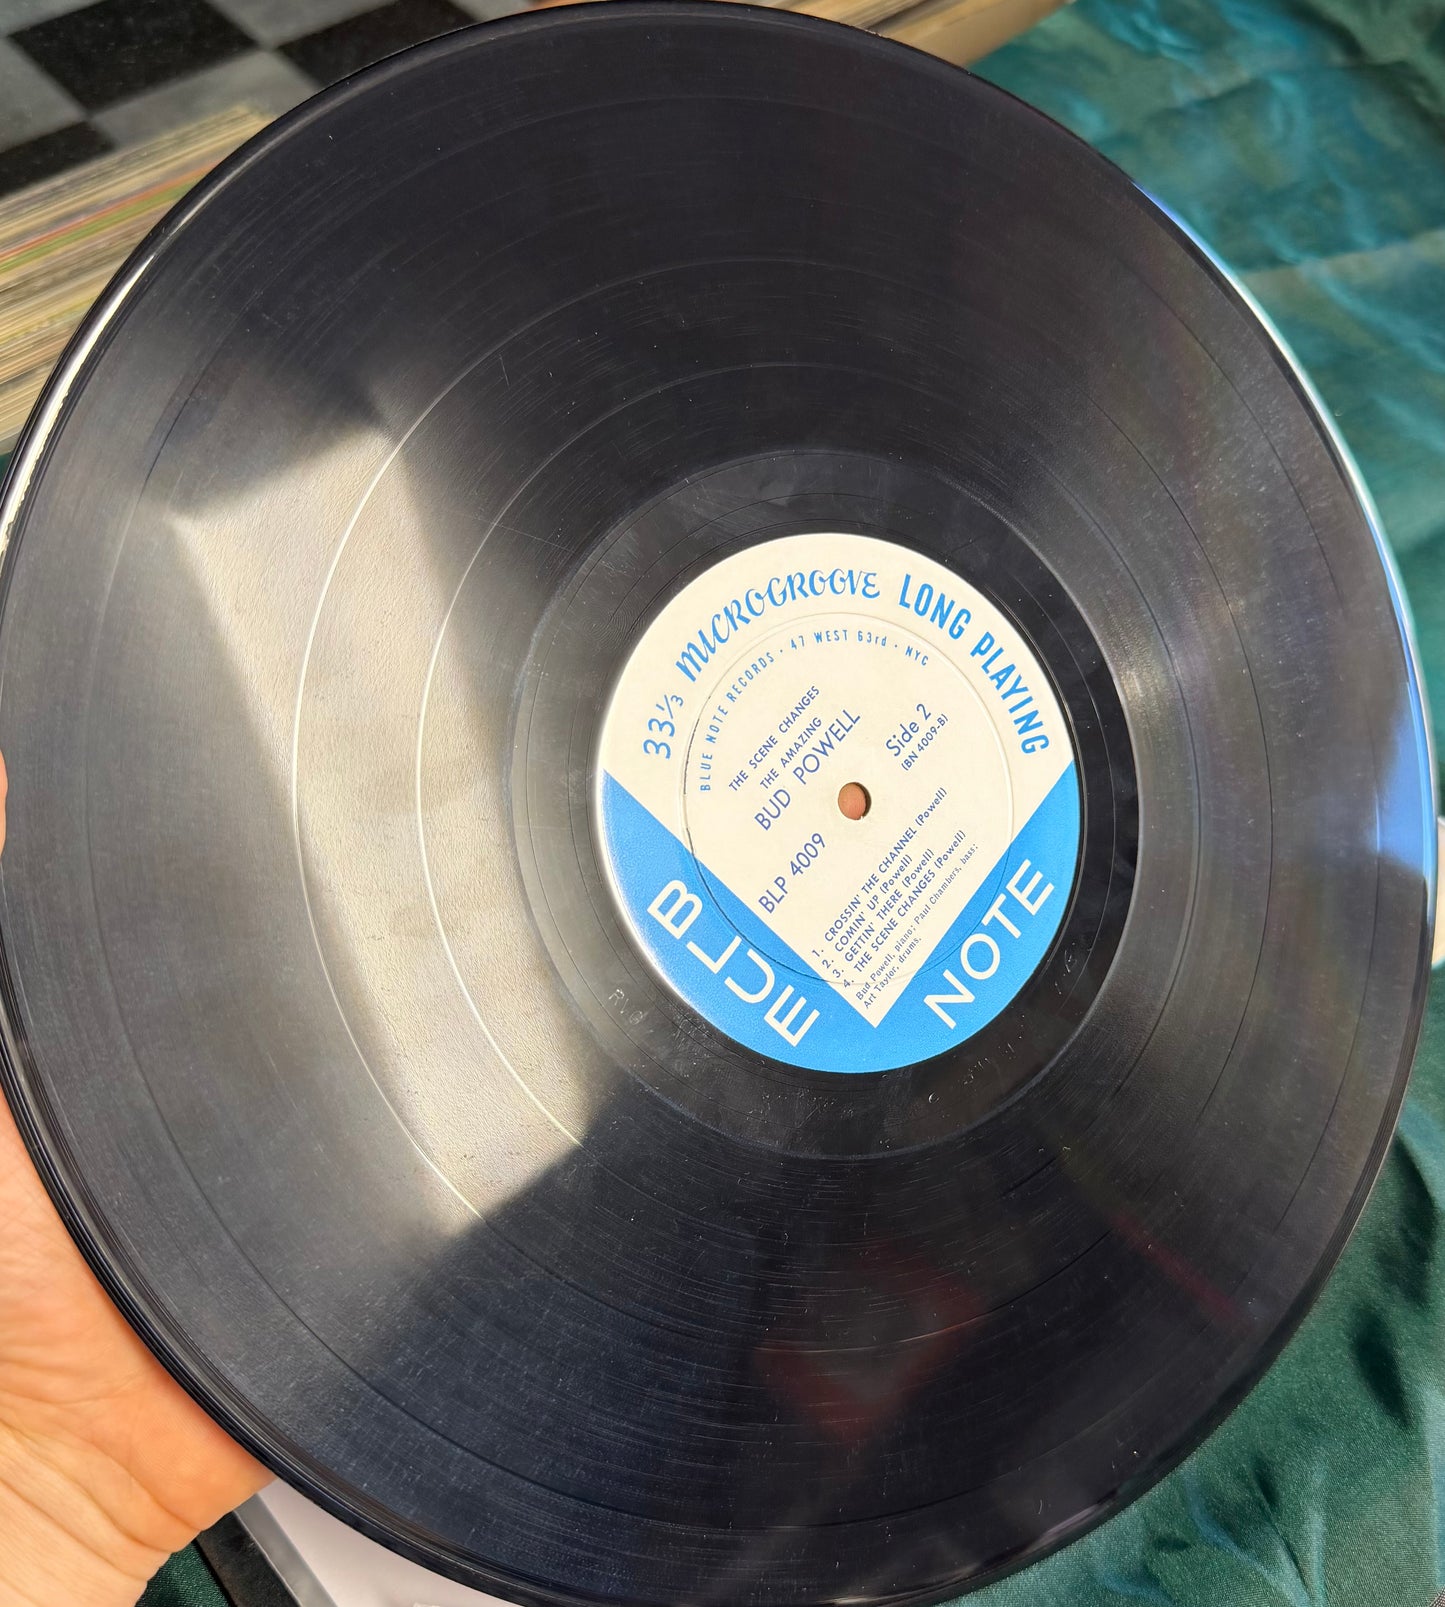 33⅓ MICROGROOVE LONG PLAYING
BLUE NOTE RECORDS · 47 WEST 63rd · NYC
THE SCENE CHANGES
THE AMAZING
BUD POWELL
Side 2
(BN 4009-B)
BLP 4009
1. CROSSIN' THE CHANNEL (Powell)
2. COMIN' UP (Powell)
3. GETTIN' THERE (Powell)
4. THE SCENE CHANGES (Powell)
Bud Powell, piano; Paul Chambers, bass;
Art Taylor, drums.
BLUE NOTE
RVG